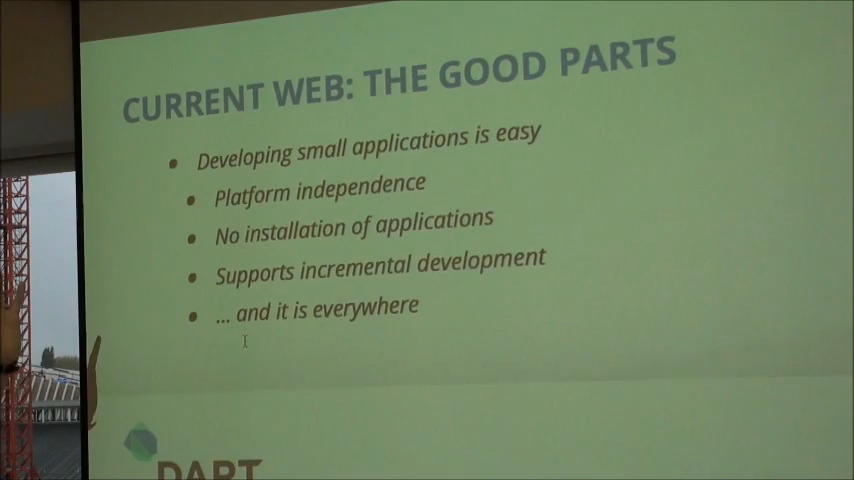 CURRENT WEB: THE GOOD PARTS
• Developing small applications is easy
• Platform independence
• No installation of applications
• Supports incremental development
• ... and it is everywhere
DART